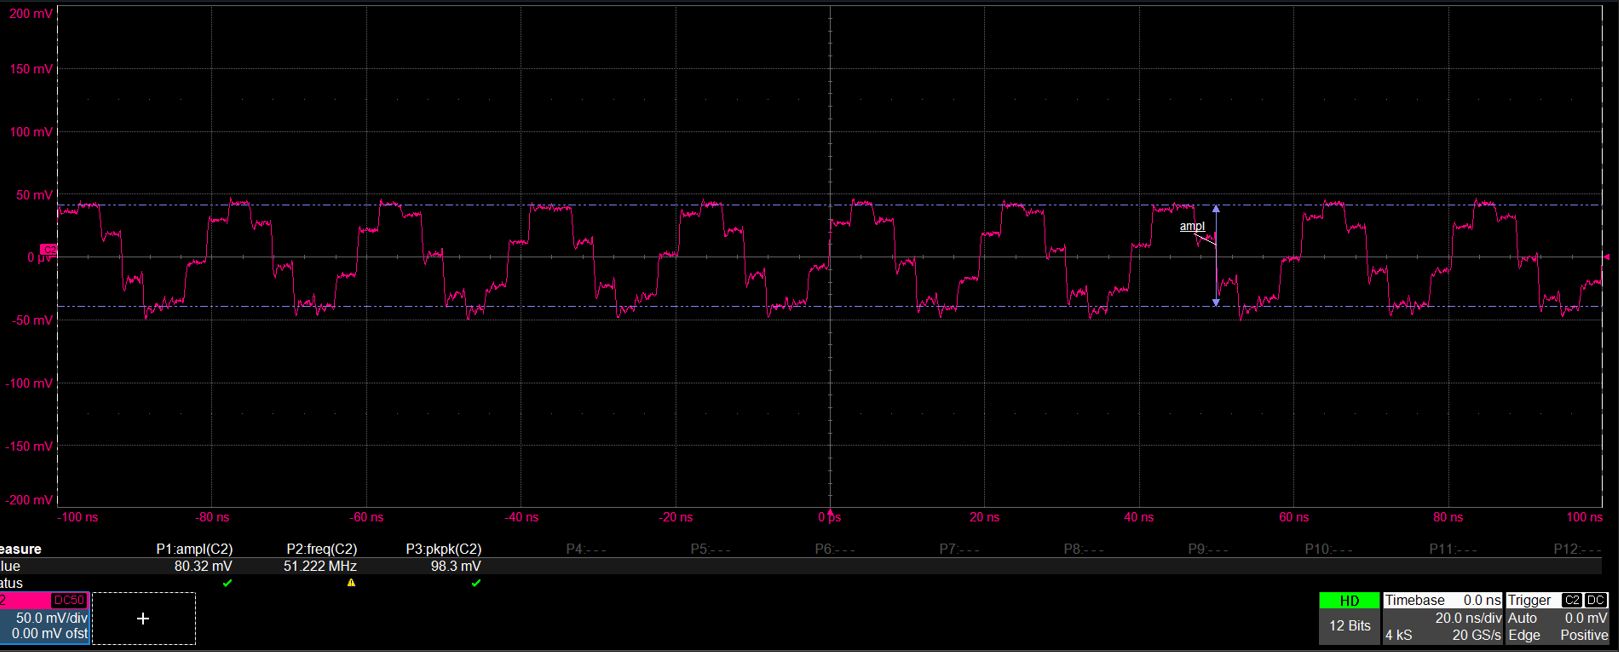 200 mV
150 mV
100 mV
50 mV
C2
0 µV
-50 mV
-100 mV
-150 mV
-200 mV
ampl
-100 ns -80 ns -60 ns -40 ns -20 ns 0 ps 20 ns 40 ns 60 ns 80 ns 100 ns
easure P1:ampl(C2) P2:freq(C2) P3:pkpk(C2) P4:--- P5:--- P6:--- P7:--- P8:--- P9:--- P10:--- P11:--- P12:---
lue 80.32 mV 51.222 MHz 98.3 mV
atus
2 DC50
50.0 mV/div
0.00 mV ofst
+
HD
12 Bits
Timebase 0.0 ns
20.0 ns/div
4 kS 20 GS/s
Trigger C2 DC
Auto 0.0 mV
Edge Positive